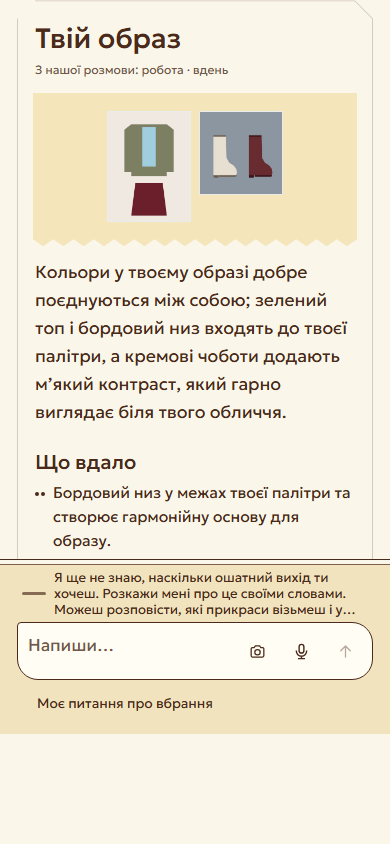 Твій образ
З нашої розмови: робота · вдень
Кольори у твоєму образі добре
поєднуються між собою; зелений
топ і бордовий низ входять до твоєї
палітри, а кремові чоботи додають
м’який контраст, який гарно
виглядає біля твого обличчя.
Що вдало
Бордовий низ у межах твоєї палітри та
створює гармонійну основу для
образу.
Я ще не знаю, наскільки ошатний вихід ти
хочеш. Розкажи мені про це своїми словами.
Можеш розповісти, які прикраси візьмеш і у…
Напиши…
Моє питання про вбрання